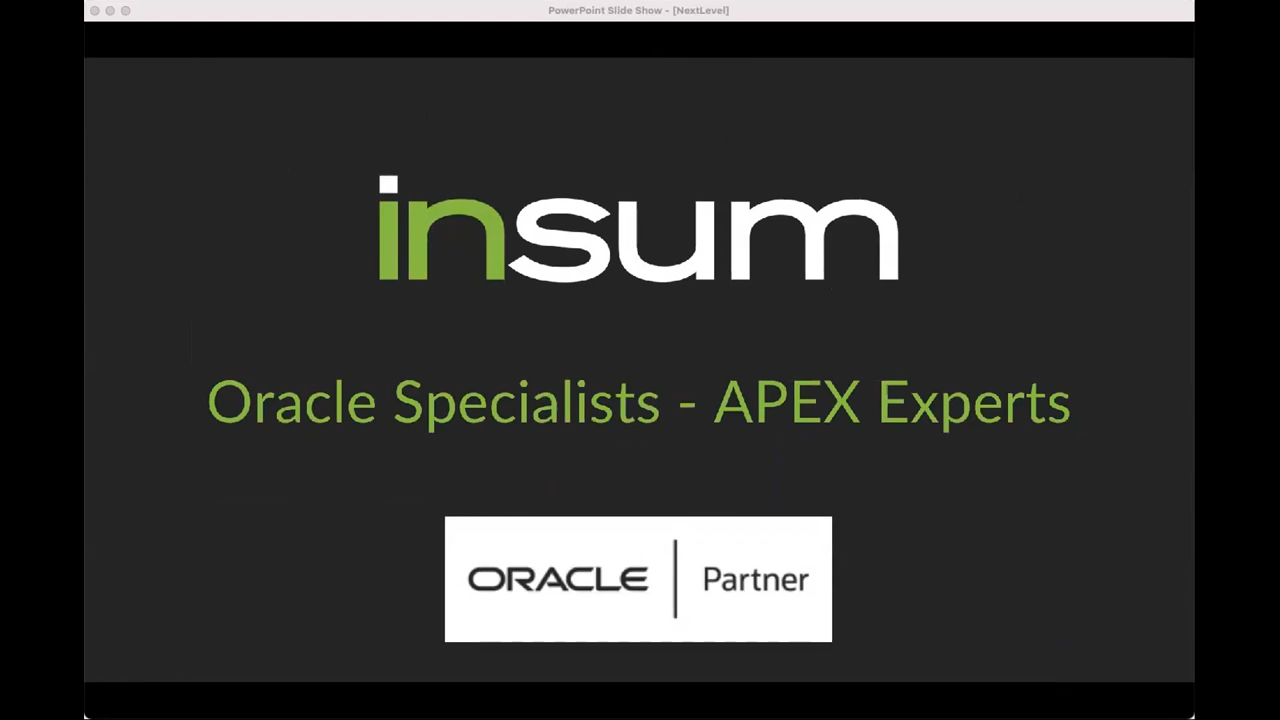 PowerPoint Slide Show - [NextLevel]
insum
Oracle Specialists - APEX Experts
ORACLE | Partner